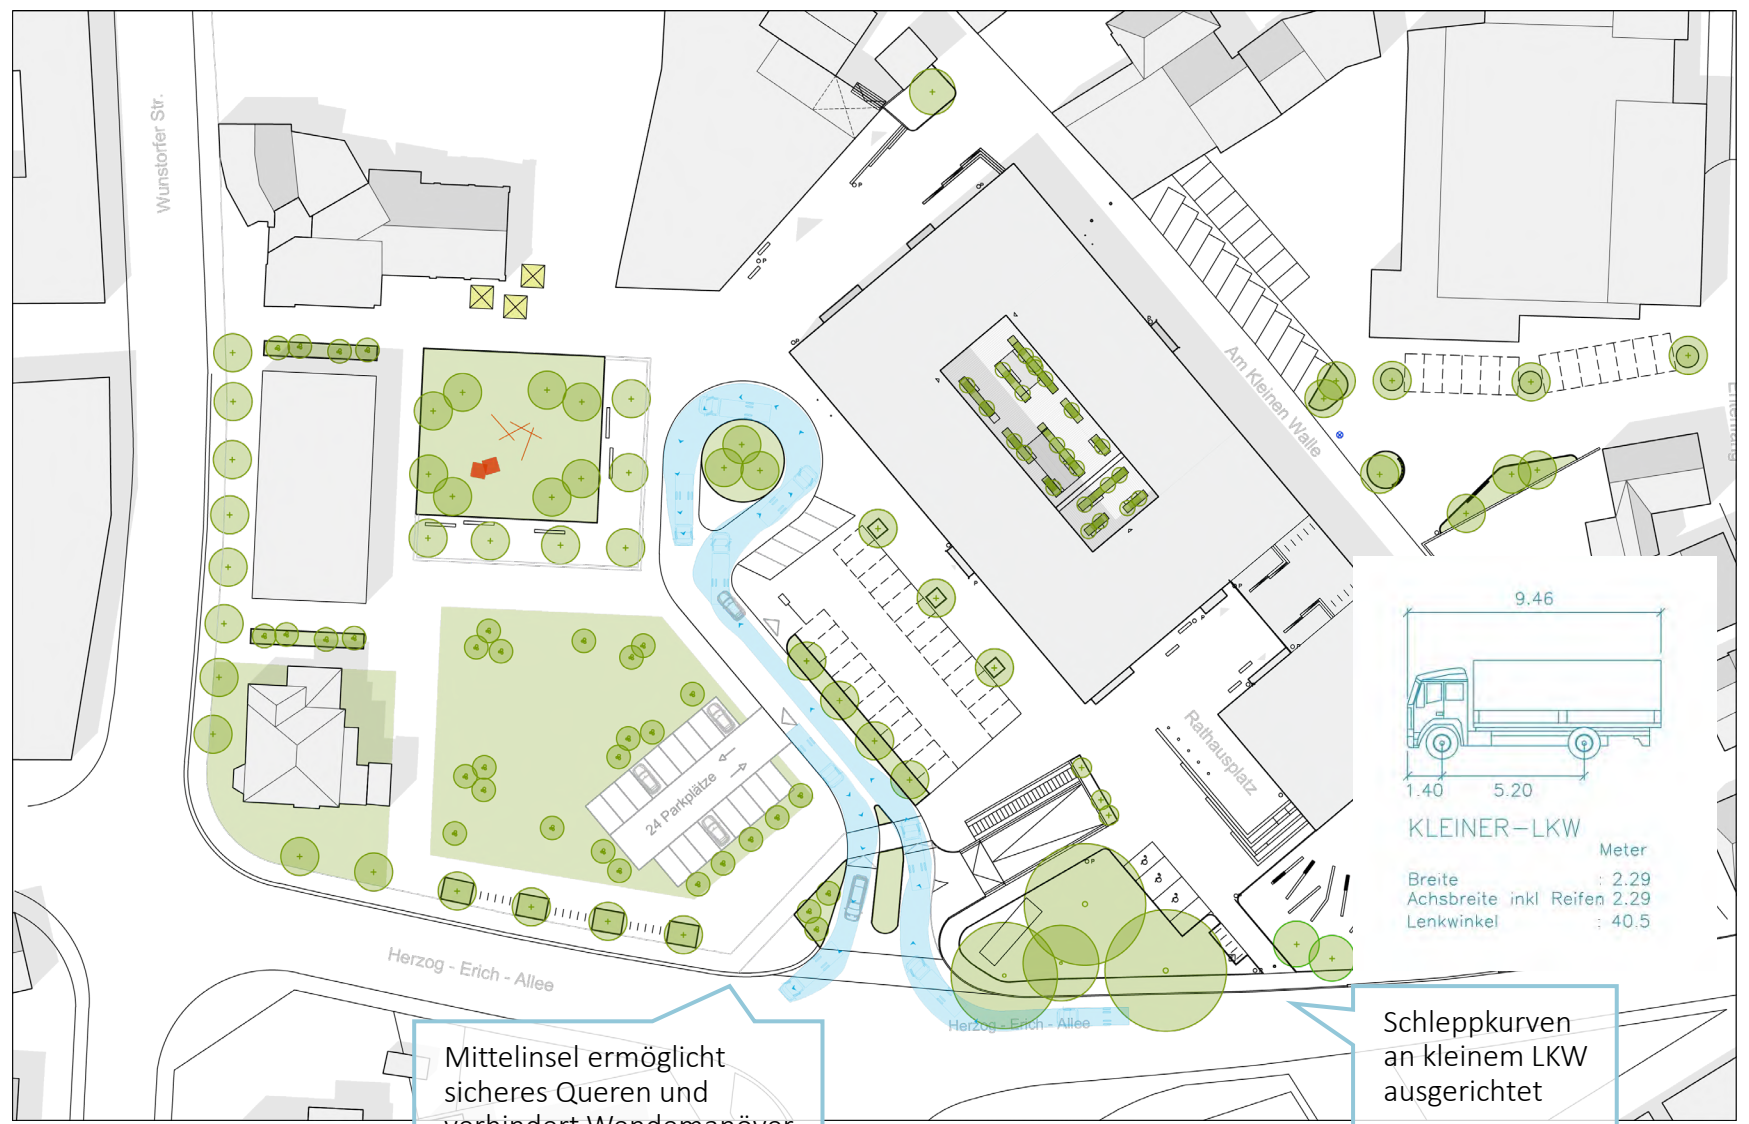 Wunstorfer Str.
Am Kleinen Walle
24 Parkplätze
Rathausplatz
Herzog - Erich - Allee
Herzog - Erich - Allee
9.46
1.40 5.20
KLEINER-LKW
Meter
Breite : 2.29
Achsbreite inkl Reifen 2.29
Lenkwinkel : 40.5
Mittelinsel ermöglicht
sicheres Queren und
verhindert Wendemanöver
Schleppkurven
an kleinem LKW
ausgerichtet